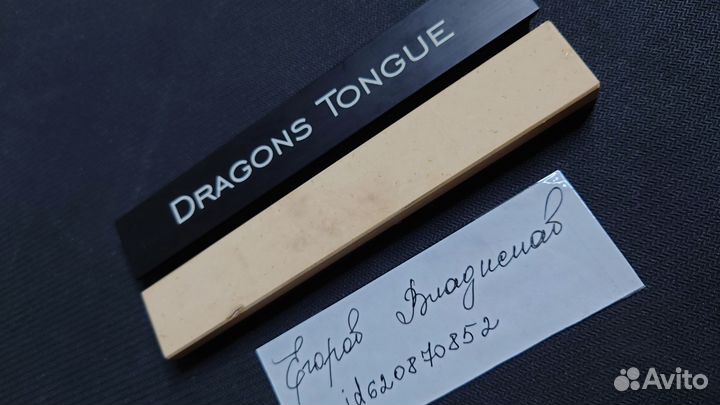 DRAGONS TONGUE
Егоров Владислав
id620870852
Avito